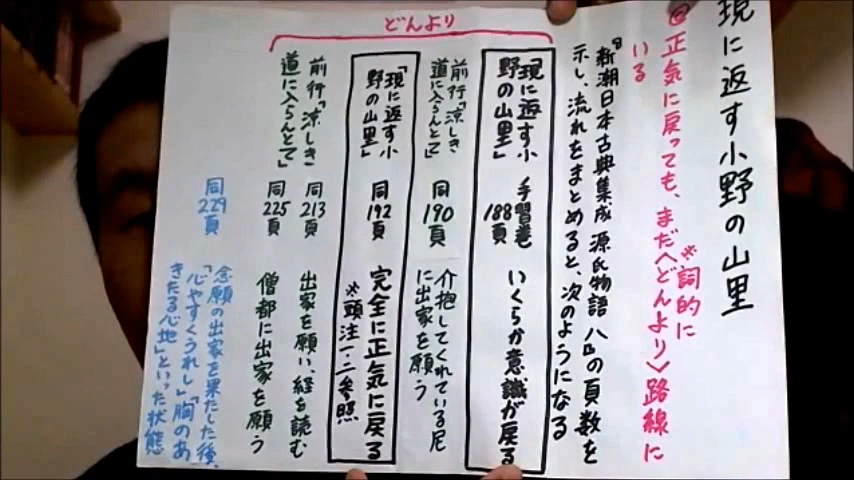 現に返す小野の山里
◎正気に戻っても、まだ〈どんより〉路線に
いる
※詞的に
『新潮日本古典集成 源氏物語 八』の頁数を
示し、流れをまとめると、次のようになる
どんより
「現に返す小
野の山里」
手習巻
188頁
いくらか意識が戻る
前行「涼しき
道に入らんとて」
同190頁
介抱してくれている尼
に出家を願う
「現に返す小
野の山里」
同192頁
完全に正気に戻る
※頭注一・二参照
前行「涼しき
道に入らんとて」
同213頁
出家を願い、経を読む
同225頁
僧都に出家を願う
同229頁
念願の出家を果たした後、
「心やすくうれし」「胸のあ
きたる心地」といった状態